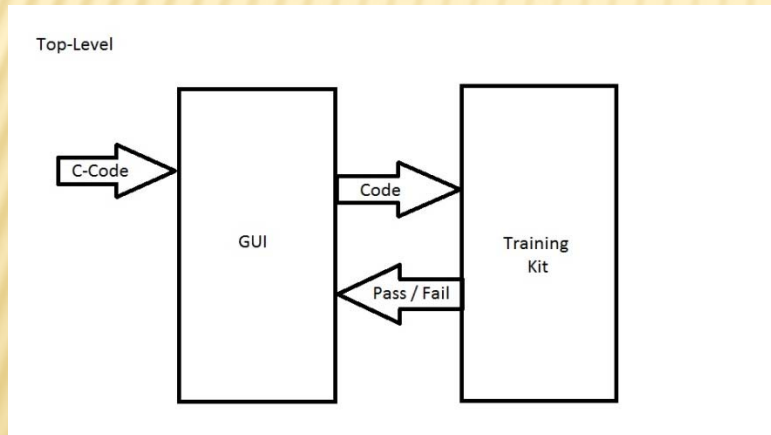 Top-Level
C-Code
GUI
Code
Pass / Fail
Training
Kit